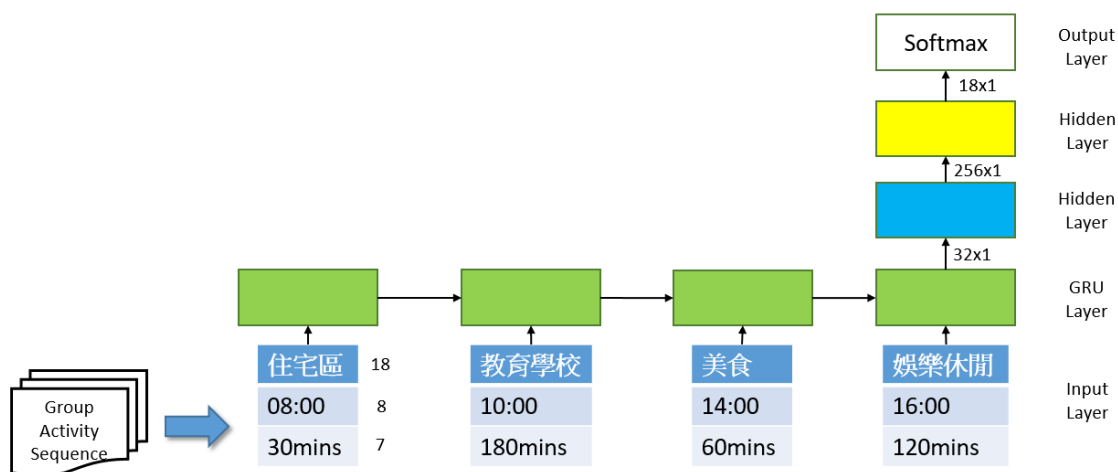 Softmax
Output
Layer
18x1
Hidden
Layer
256x1
Hidden
Layer
32x1
GRU
Layer
住宅區
18
教育學校
美食
娛樂休閒
Group
Activity
Sequence
08:00
8
10:00
14:00
16:00
Input
Layer
30mins
7
180mins
60mins
120mins